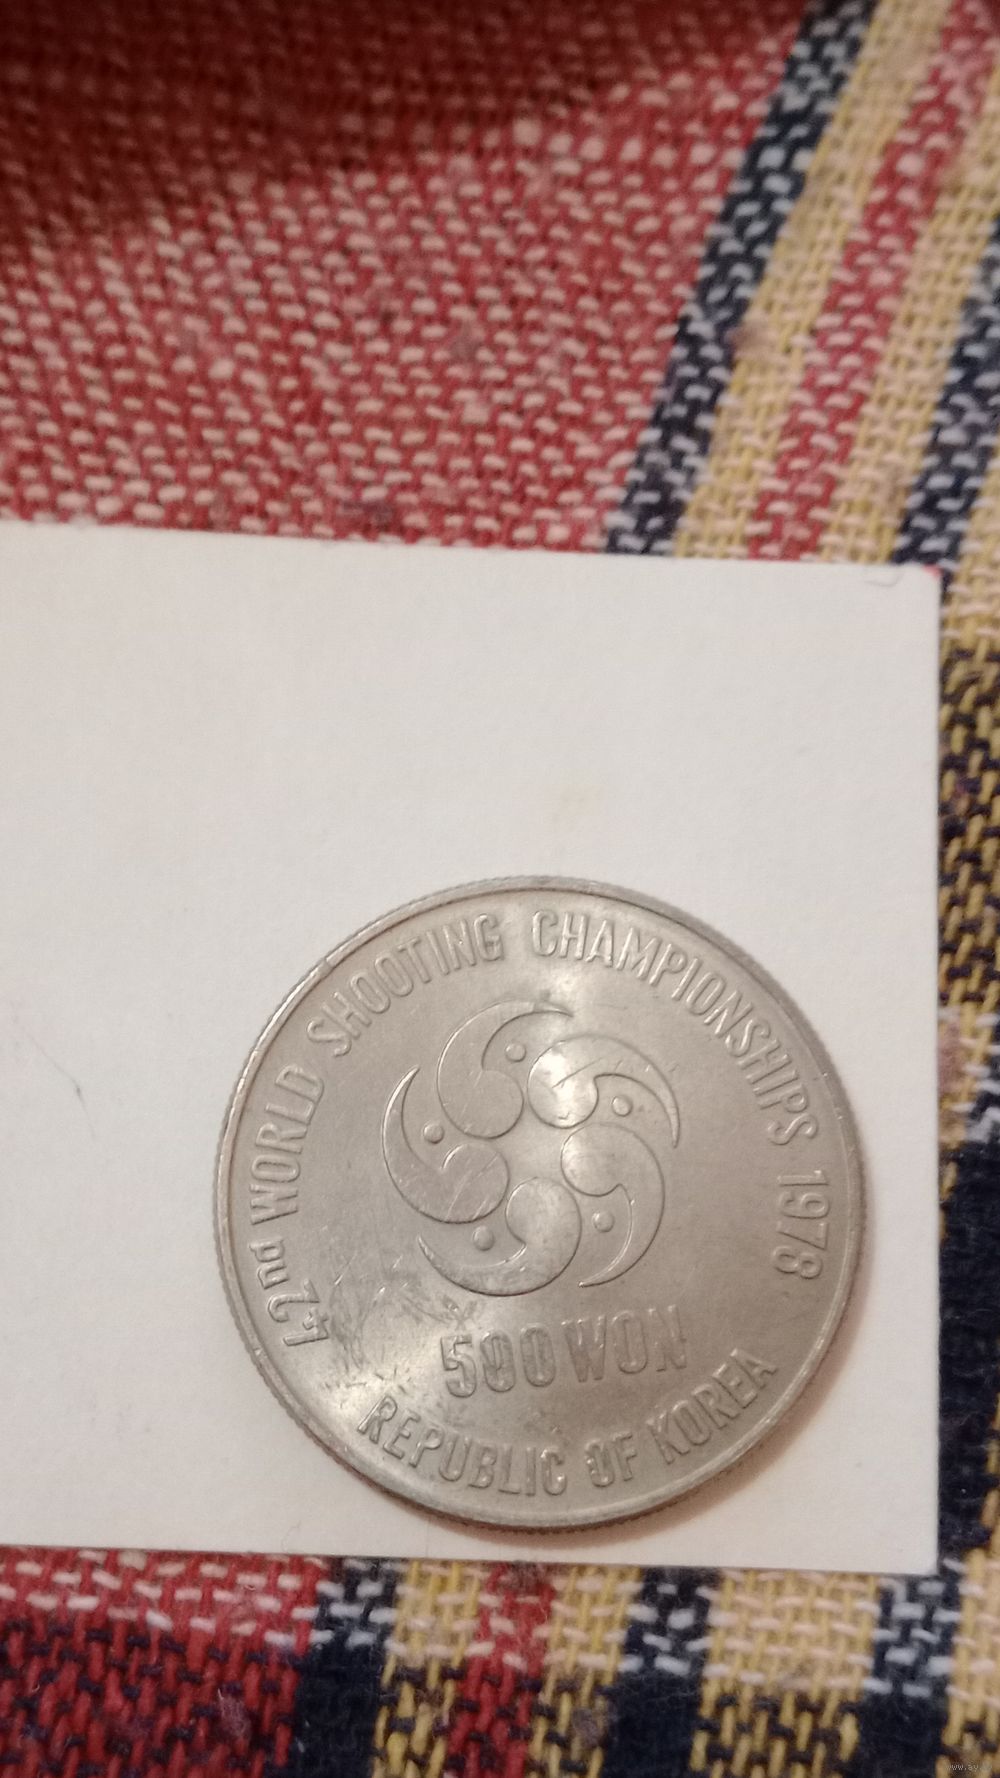 42nd WORLD SHOOTING CHAMPIONSHIPS 1978
500 WON
REPUBLIC OF KOREA